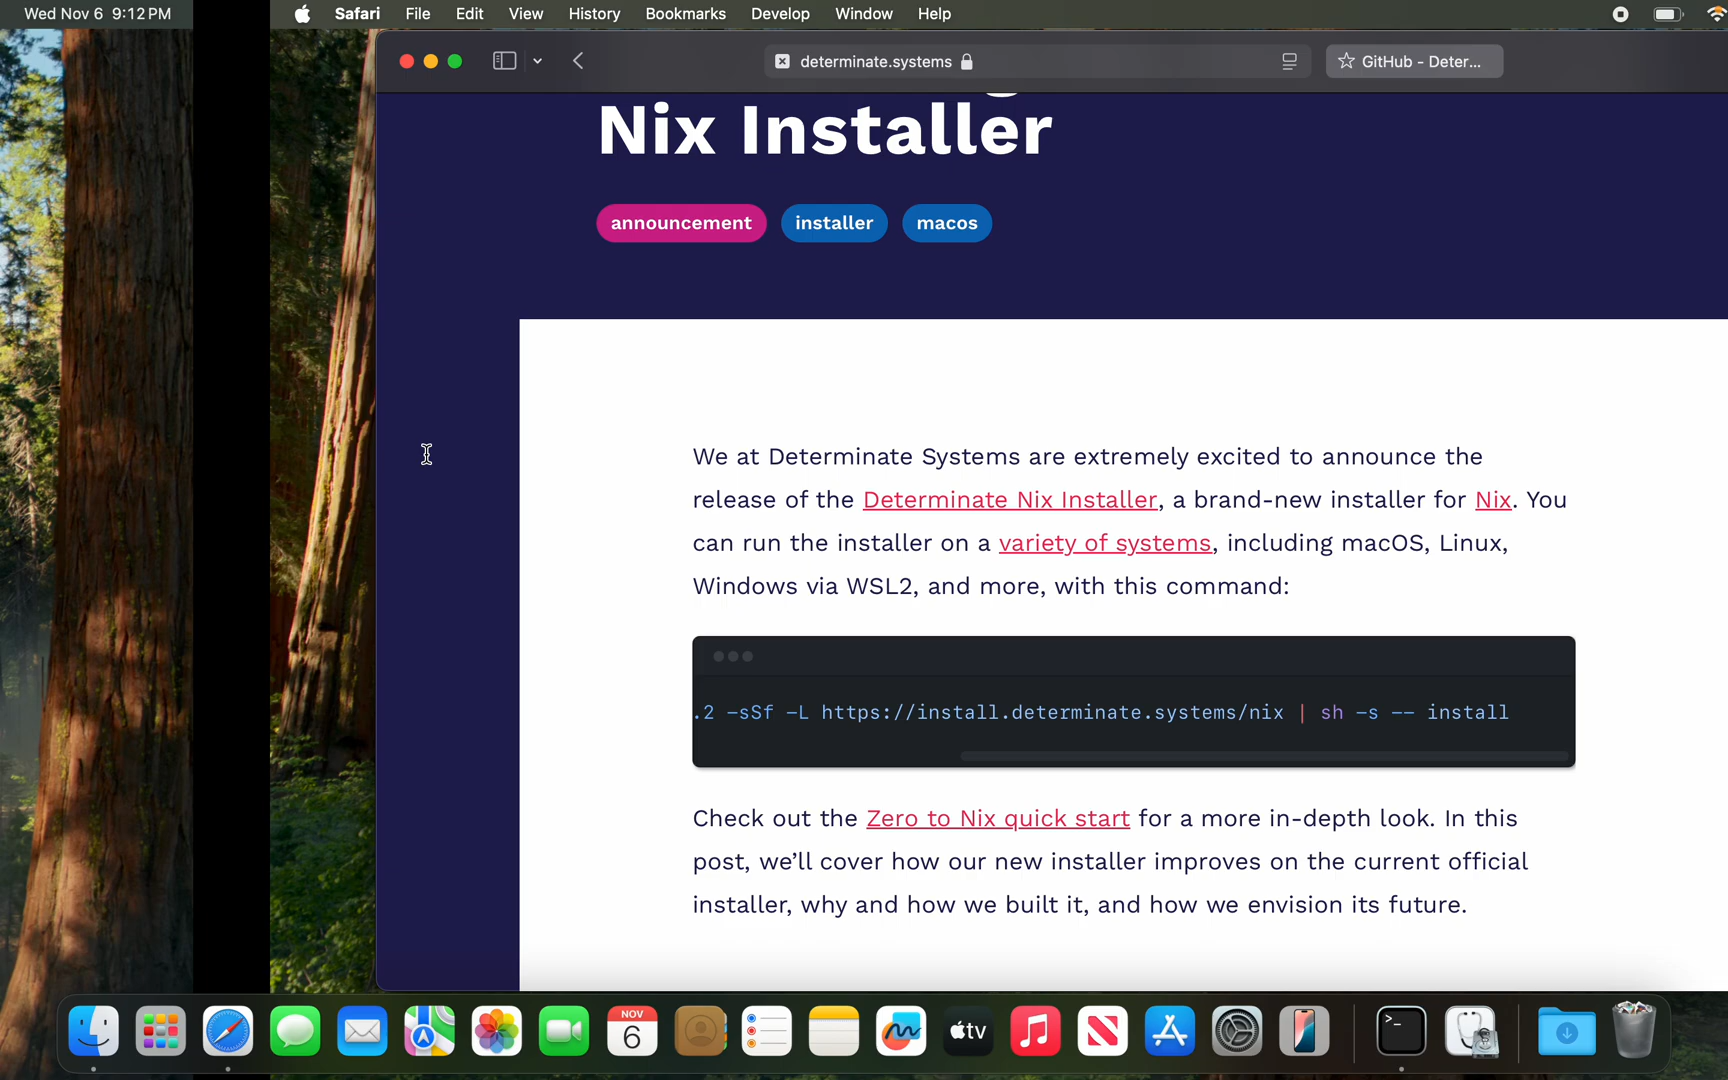 Wed Nov 6 9:12 PM
Safari File Edit View History Bookmarks Develop Window Help
determinate.systems
GitHub - Deter...
Nix Installer
announcement installer macos
We at Determinate Systems are extremely excited to announce the
release of the Determinate Nix Installer, a brand-new installer for Nix. You
can run the installer on a variety of systems, including macOS, Linux,
Windows via WSL2, and more, with this command:
.2 -sSf -L https://install.determinate.systems/nix | sh -s -- install
Check out the Zero to Nix quick start for a more in-depth look. In this
post, we’ll cover how our new installer improves on the current official
installer, why and how we built it, and how we envision its future.
NOV
6
tv
>_